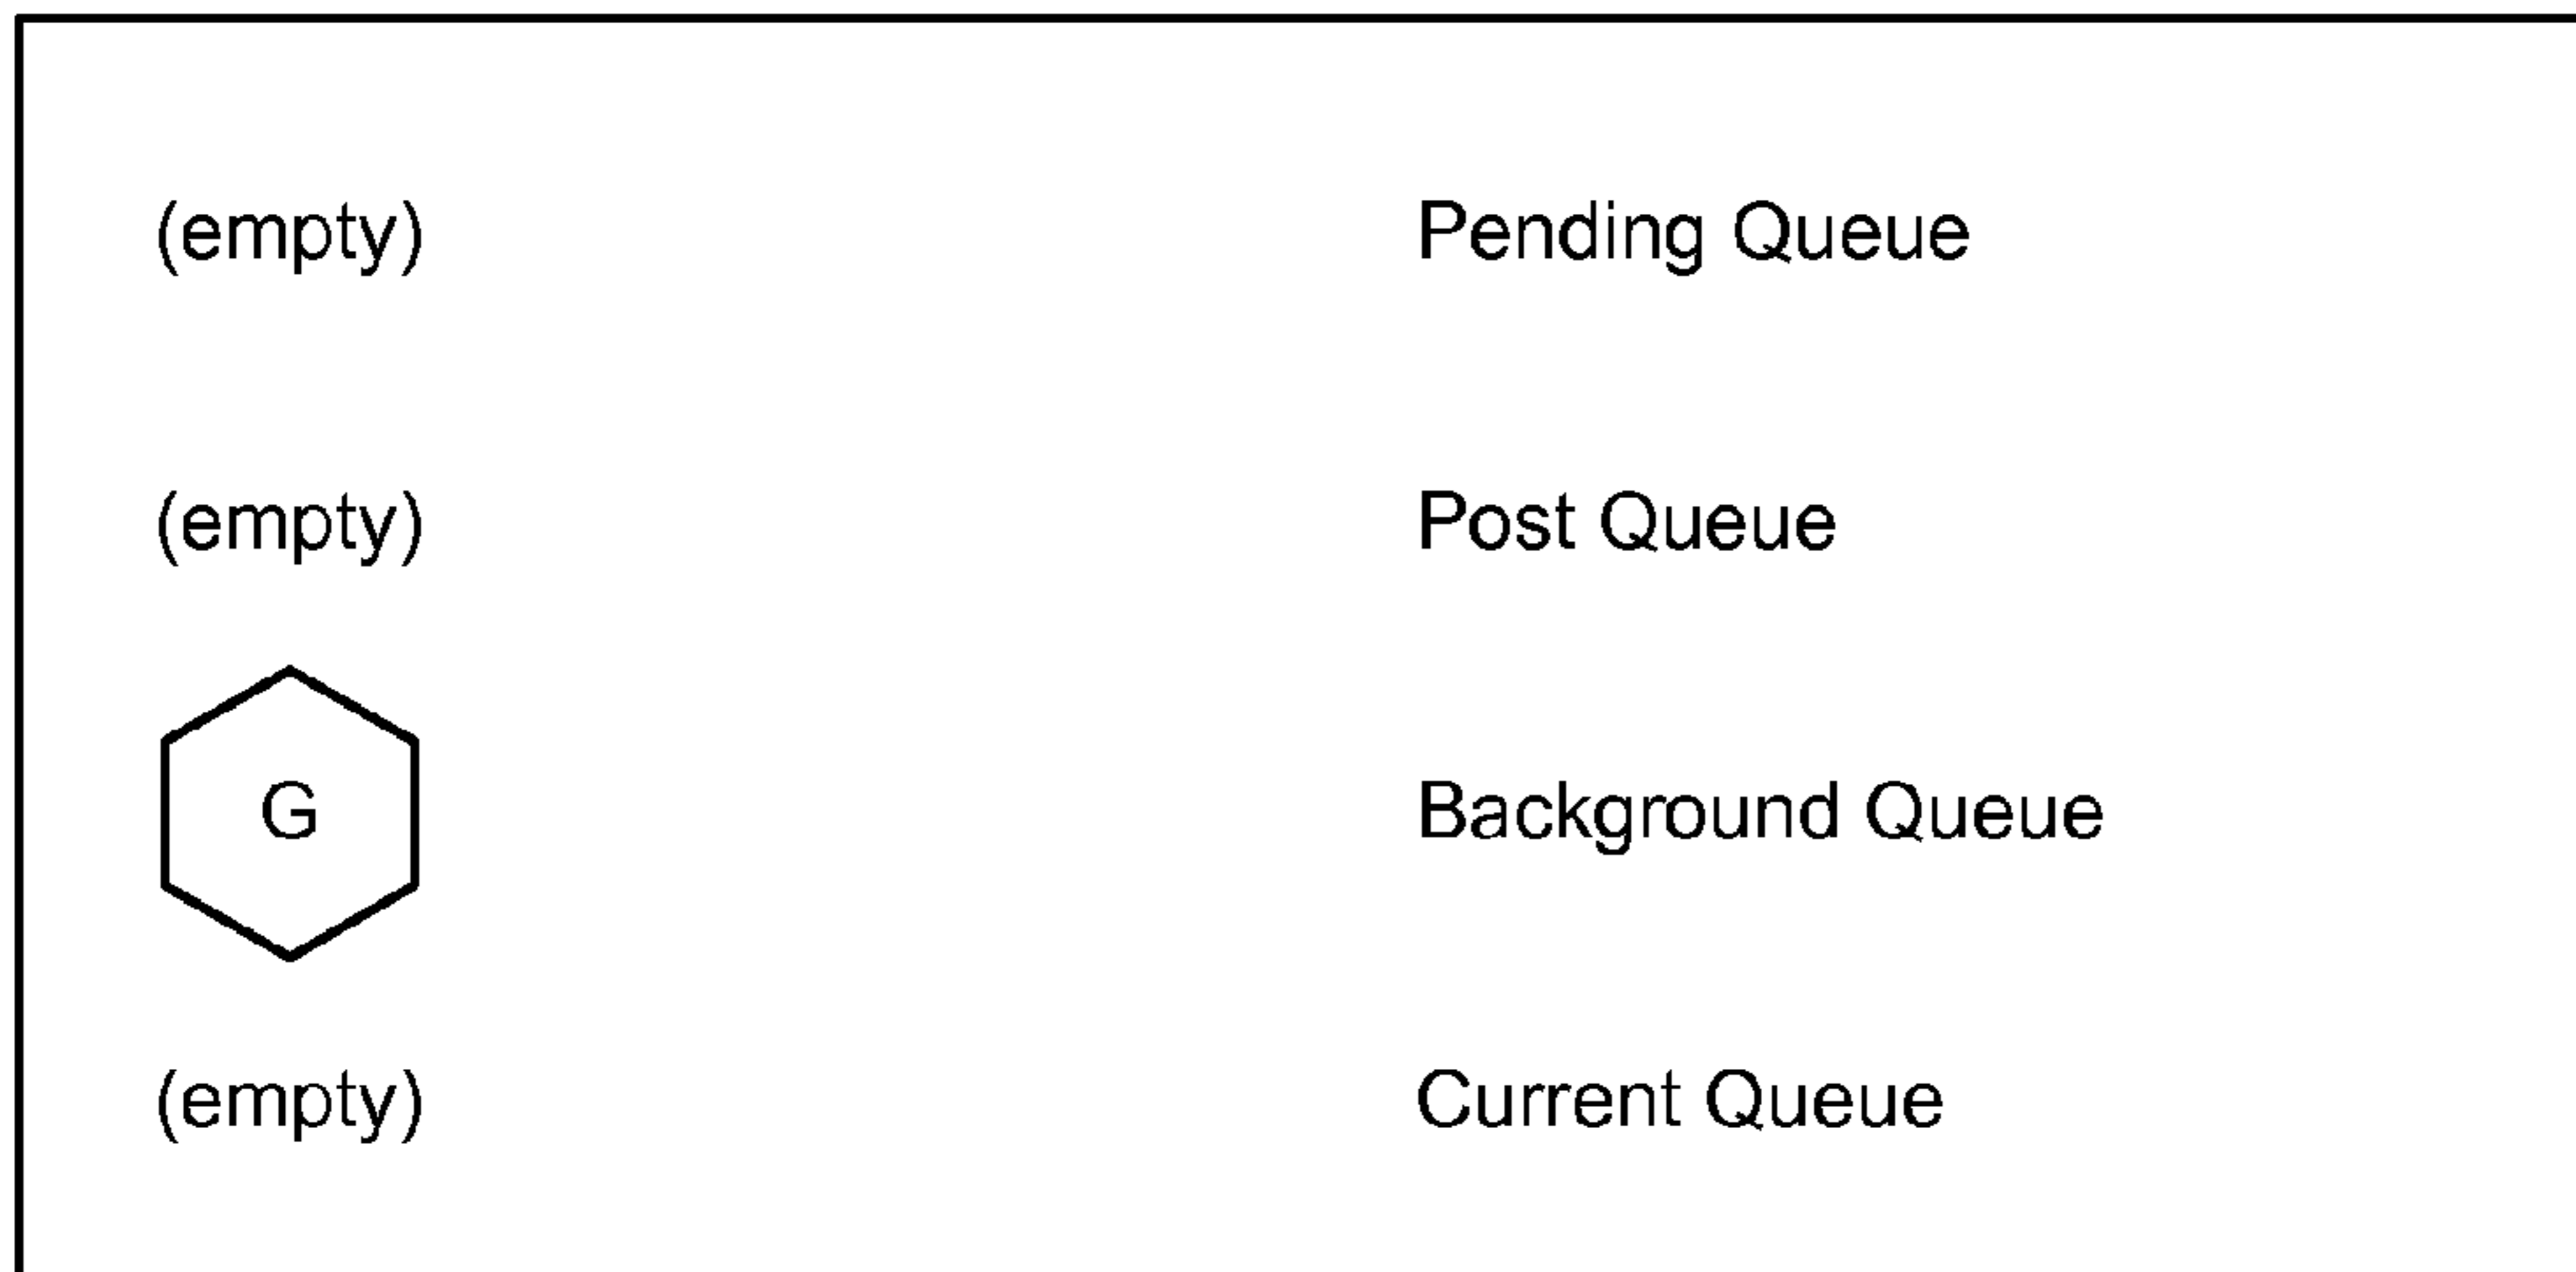 (empty) Pending Queue
(empty) Post Queue
G Background Queue
(empty) Current Queue